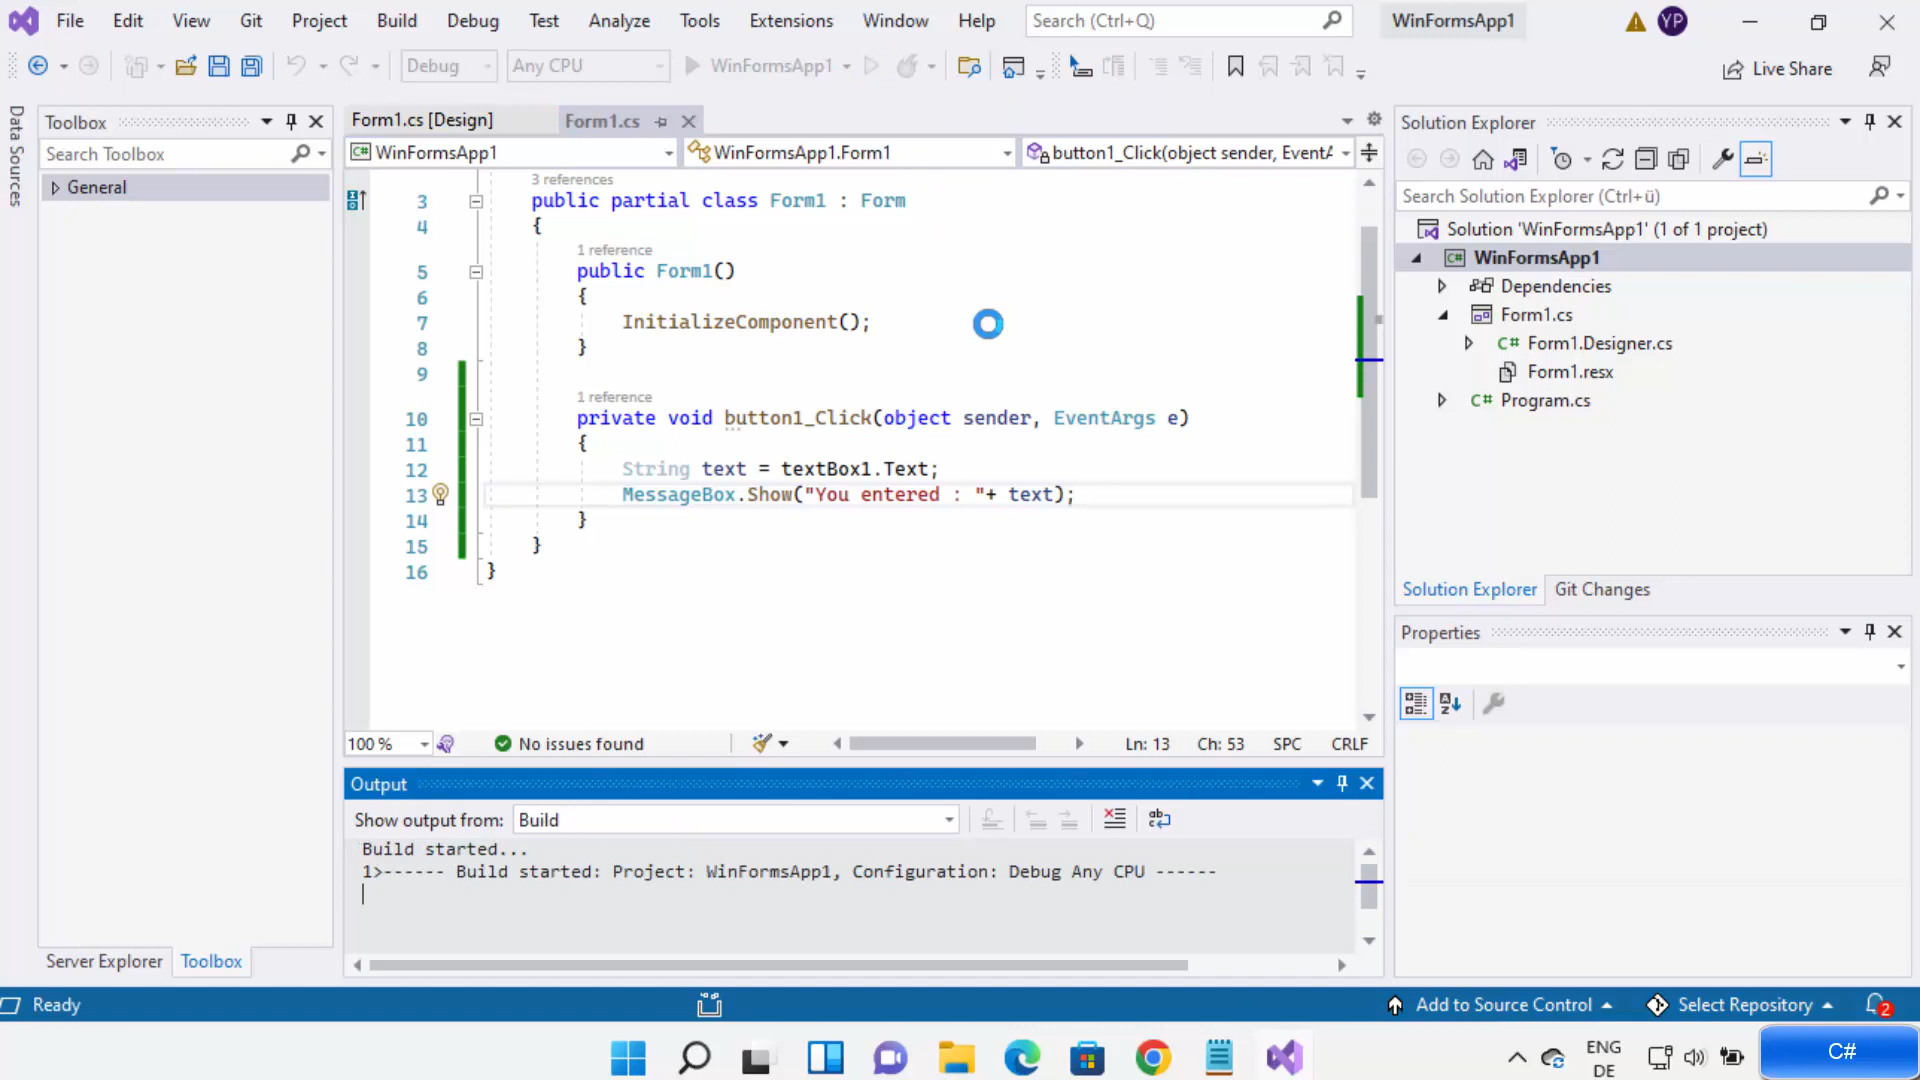 File Edit View Git Project Build Debug Test Analyze Tools Extensions Window Help Search (Ctrl+Q) WinFormsApp1 YP
Debug Any CPU WinFormsApp1 Live Share
Data Sources
Toolbox
Search Toolbox
General
Server Explorer Toolbox
Form1.cs [Design] Form1.cs
C# WinFormsApp1 WinFormsApp1.Form1 button1_Click(object sender, EventA
3 references
3 public partial class Form1 : Form
4 {
1 reference
5 public Form1()
6 {
7 InitializeComponent();
8 }
9
1 reference
10 private void button1_Click(object sender, EventArgs e)
11 {
12 String text = textBox1.Text;
13 MessageBox.Show("You entered : "+ text);
14 }
15 }
16 }
100 % No issues found Ln: 13 Ch: 53 SPC CRLF
Output
Show output from: Build
Build started...
1>------ Build started: Project: WinFormsApp1, Configuration: Debug Any CPU ------
Solution Explorer
Search Solution Explorer (Ctrl+ü)
Solution 'WinFormsApp1' (1 of 1 project)
C# WinFormsApp1
Dependencies
Form1.cs
C# Form1.Designer.cs
Form1.resx
C# Program.cs
Solution Explorer Git Changes
Properties
Ready Add to Source Control Select Repository 2
ENG
DE
C#